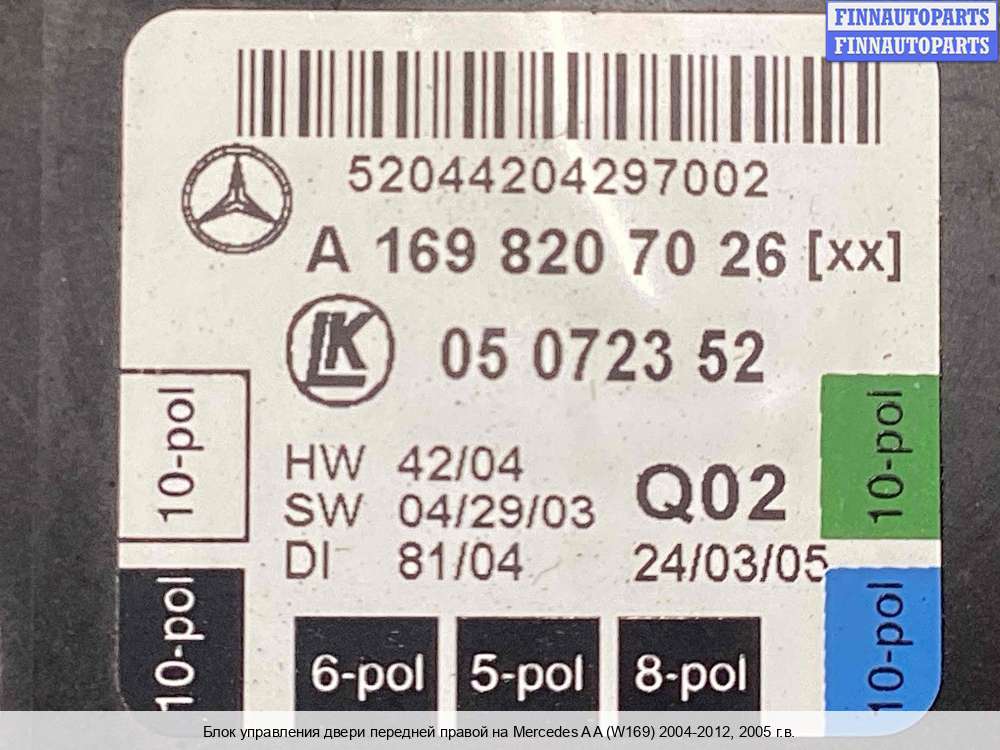 FINNAUTOPARTS
FINNAUTOPARTS
52044204297002
A 169 820 70 26 [xx]
LK 05 0723 52
10-pol
10-pol
HW 42/04
SW 04/29/03
Q02
DI 81/04
24/03/05
10-pol
10-pol
6-pol 5-pol 8-pol
Блок управления двери передней правой на Mercedes A A (W169) 2004-2012, 2005 г.в.